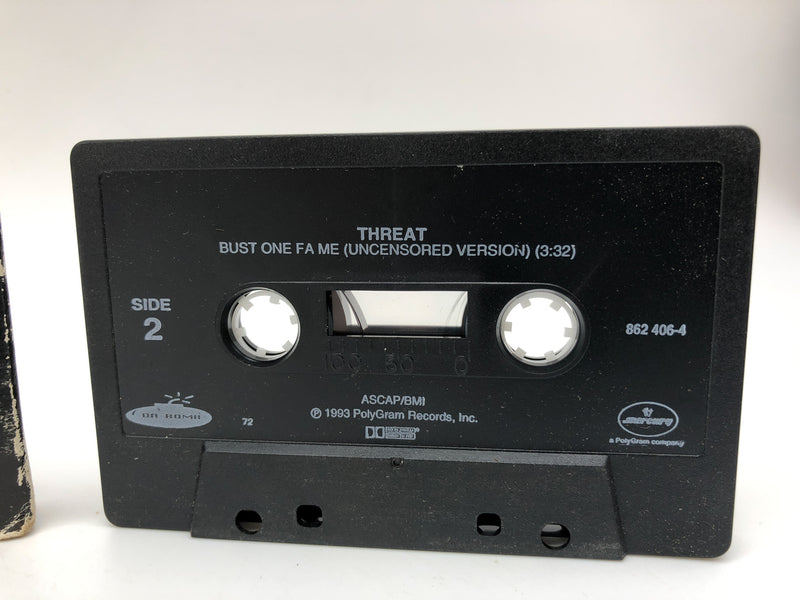 THREAT
BUST ONE FA ME (UNCENSORED VERSION) (3:32)
SIDE
2
862 406-4
100 50 0
ASCAP/BMI
℗ 1993 PolyGram Records, Inc.
DA BOMB
72
mercury
a PolyGram company